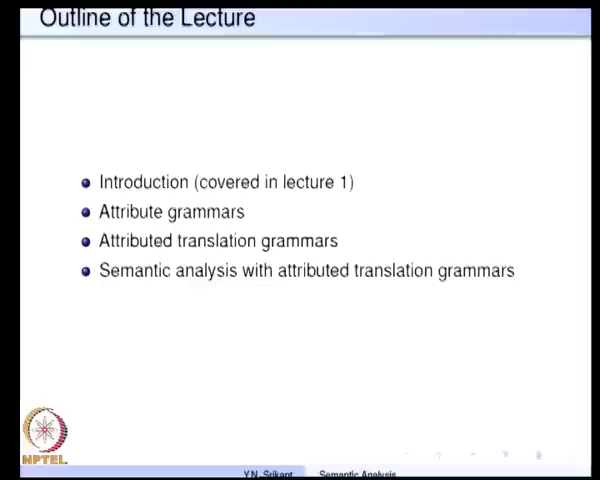 Outline of the Lecture
Introduction (covered in lecture 1)
Attribute grammars
Attributed translation grammars
Semantic analysis with attributed translation grammars
NPTEL
Y.N. Srikant Semantic Analysis